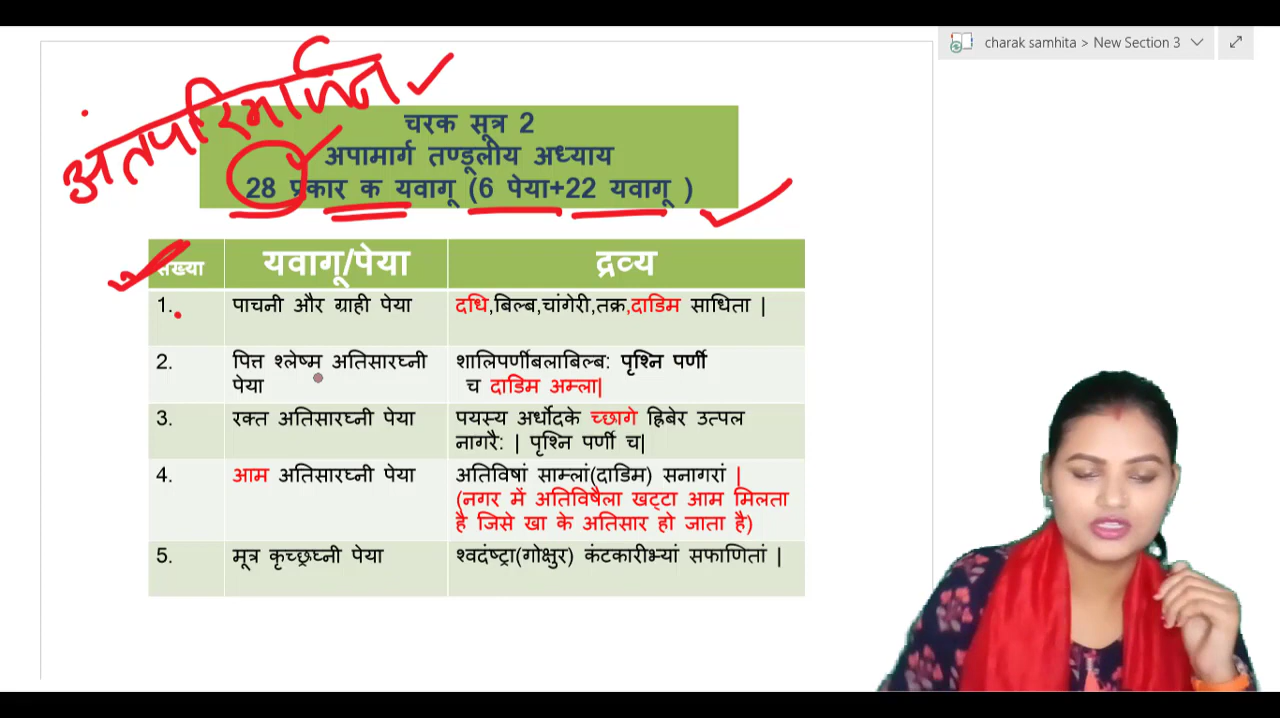 charak samhita > New Section 3
अंतपरिमार्जन
चरक सूत्र 2
अपामार्ग तण्डूलीय अध्याय
28 प्रकार क यवागू (6 पेया+22 यवागू )
संख्या यवागू/पेया द्रव्य
1. पाचनी और ग्राही पेया दधि,बिल्ब,चांगेरी,तक्र,दाडिम साधिता |
2. पित्त श्लेष्म अतिसारघ्नी शालिपर्णीबलाबिल्ब: पृश्नि पर्णी
पेया च दाडिम अम्ला|
3. रक्त अतिसारघ्नी पेया पयस्य अर्धोदके च्छागे ह्रिबेर उत्पल
नागरै: | पृश्नि पर्णी च|
4. आम अतिसारघ्नी पेया अतिविषां साम्लां(दाडिम) सनागरां |
(नगर में अतिविषैला खट्टा आम मिलता
है जिसे खा के अतिसार हो जाता है)
5. मूत्र कृच्छ्रघ्नी पेया श्वदंष्ट्रा(गोक्षुर) कंटकारीभ्यां सफाणितां |